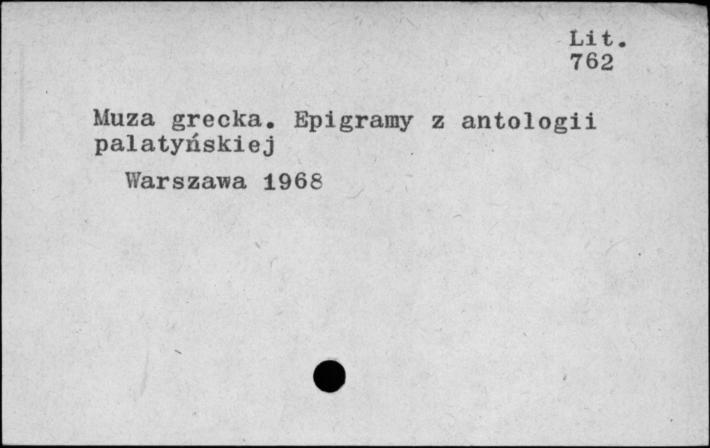 Lit.
762
Muza grecka. Epigramy z antologii
palatyńskiej
Warszawa 1968